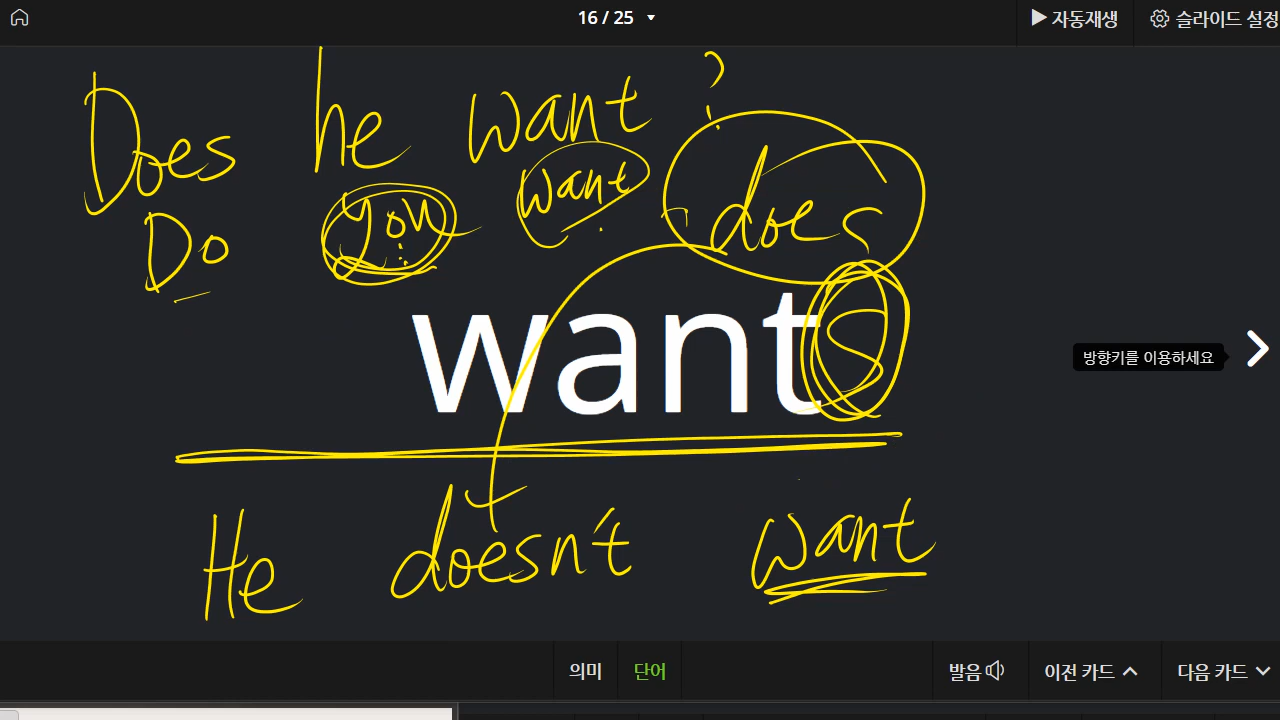 16 / 25
자동재생
슬라이드 설정
Does he want ?
Do you want
does
wants
방향키를 이용하세요
He doesn't want
의미
단어
발음
이전 카드
다음 카드